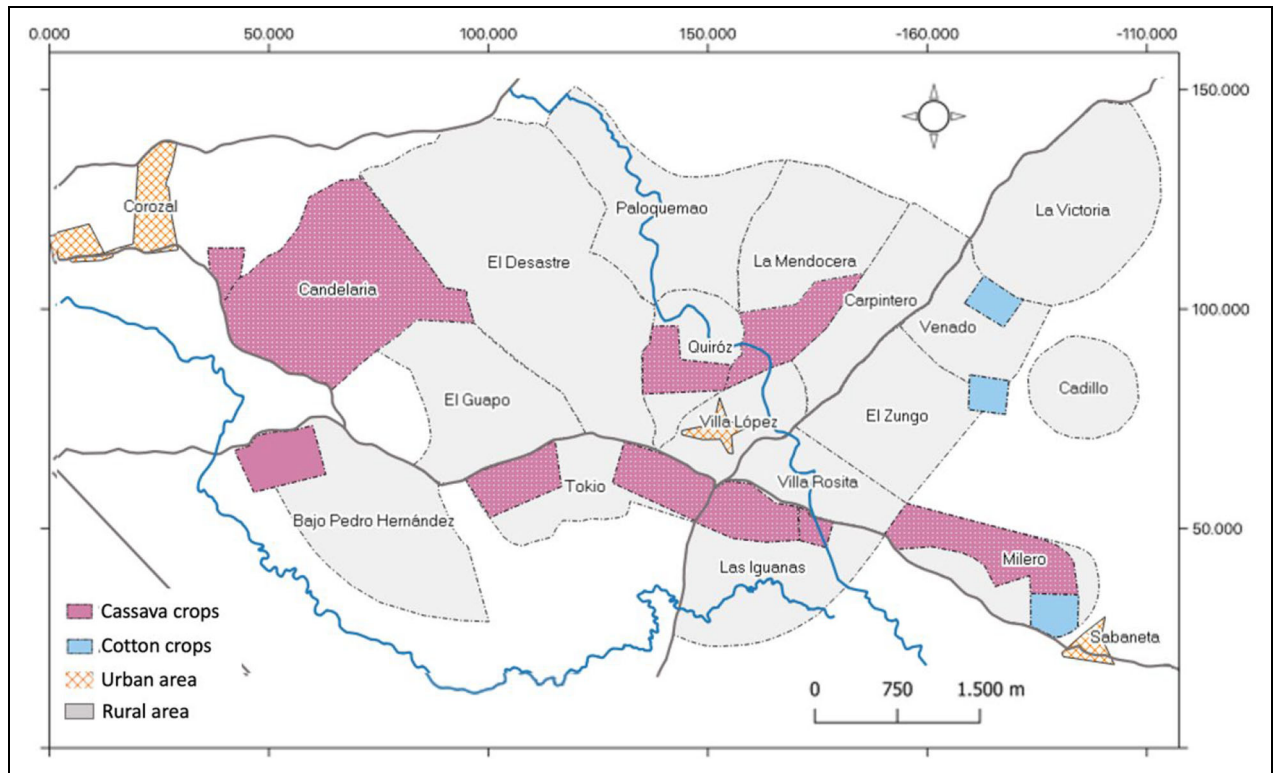 0.000 50.000 100.000 150.000 -160.000 -110.000
150.000
Corozal
Paloquemao
La Victoria
El Desastre
La Mendocera
Candelaria
Carpintero
100.000
Venado
Quiróz
Cadillo
El Guapo
El Zungo
Villa López
Villa Rosita
Tokio
Bajo Pedro Hernández
50.000
Milero
Las Iguanas
Sabaneta
Cassava crops
Cotton crops
Urban area
Rural area
0 750 1.500 m